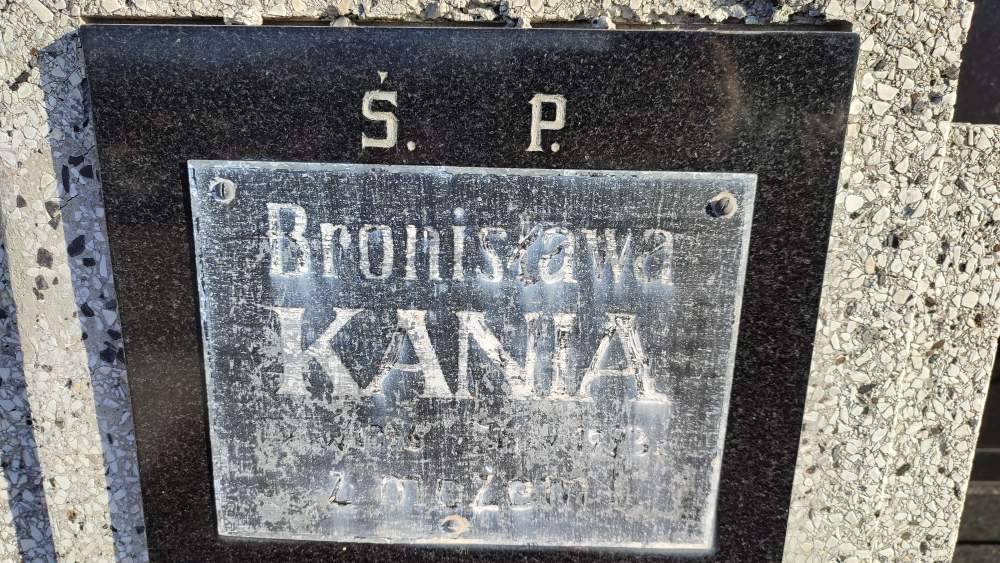 Ś. P.
Bronisława
KANIA
z mężem